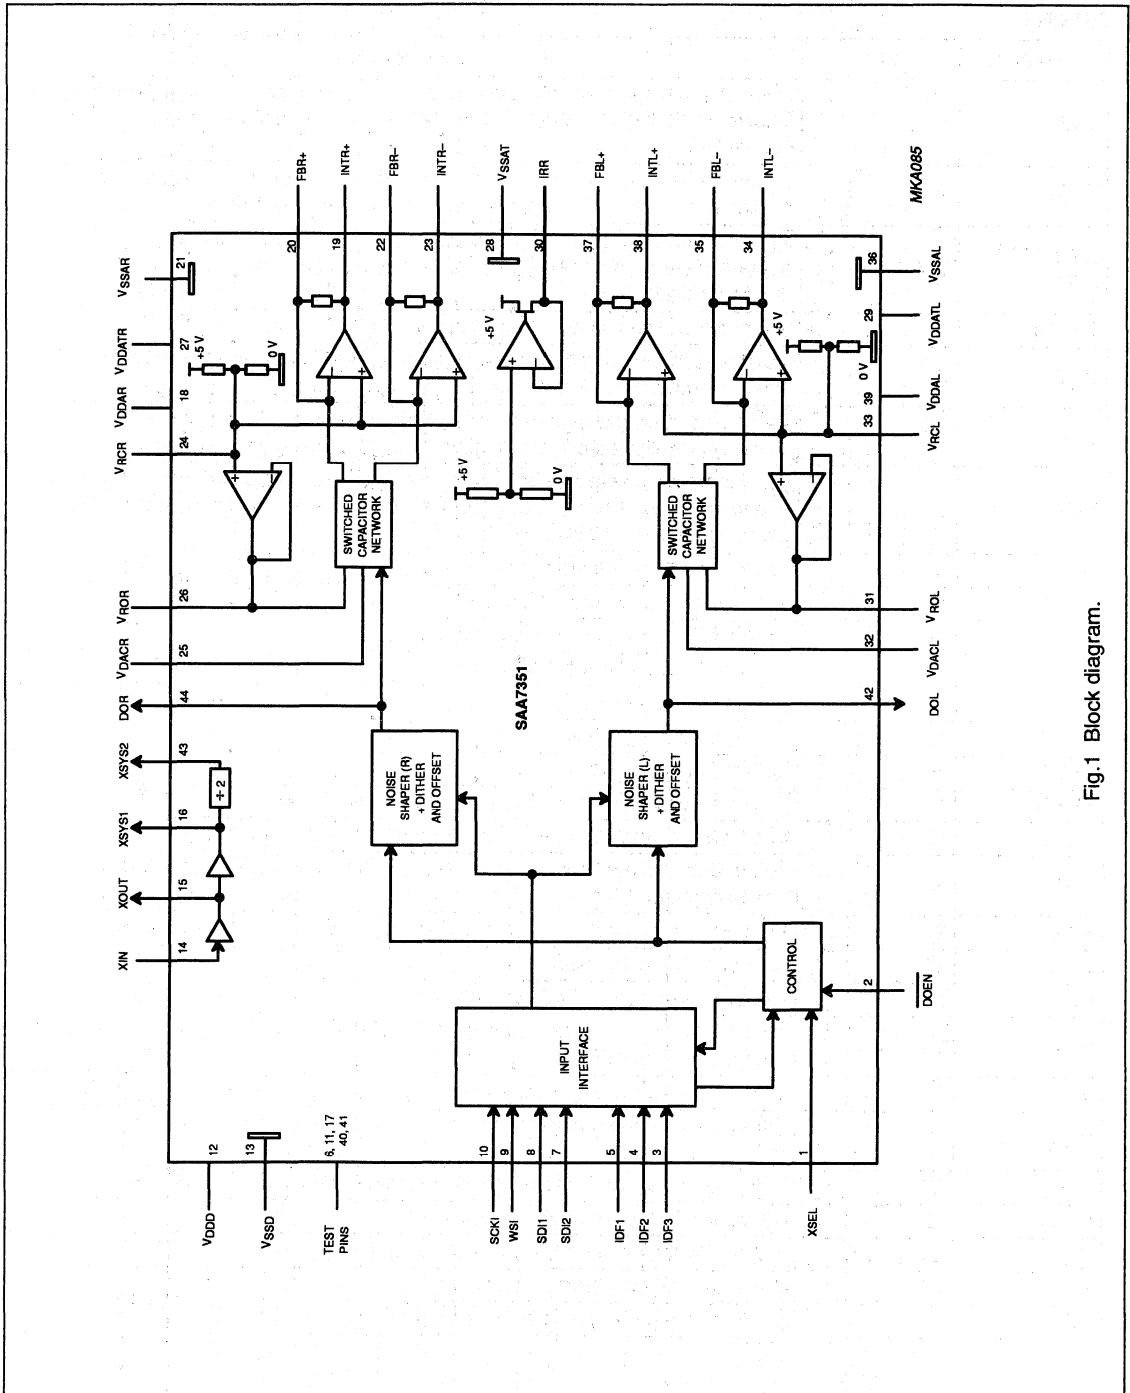 VSSAR
21
VDDATR
27
VDDAR
18
VRCR
24
VROR
26
VDACR
25
DOR
44
XSYS2
43
XSYS1
16
XOUT
15
XIN
14
÷ 2
+5 V
0 V
FBR+
20
INTR+
19
FBR−
22
INTR−
23
VSSAT
28
IRR
30
FBL+
37
INTL+
38
FBL−
35
INTL−
34
+
−
−
+
−
+
+
−
−
+
−
+
+
−
+5 V
+5 V
0 V
+5 V
0 V
SWITCHED
CAPACITOR
NETWORK
SWITCHED
CAPACITOR
NETWORK
SAA7351
NOISE
SHAPER (R)
+ DITHER
AND OFFSET
NOISE
SHAPER (L)
+ DITHER
AND OFFSET
INPUT
INTERFACE
CONTROL
12
VDDD
13
VSSD
6, 11, 17
40, 41
TEST
PINS
10
SCKI
9
WSI
8
SDI1
7
SDI2
5
IDF1
4
IDF2
3
IDF3
1
XSEL
2
DOEN
42
DOL
32
VDACL
31
VROL
33
VRCL
39
VDDAL
29
VDDATL
36
VSSAL
MKA085
Fig.1 Block diagram.